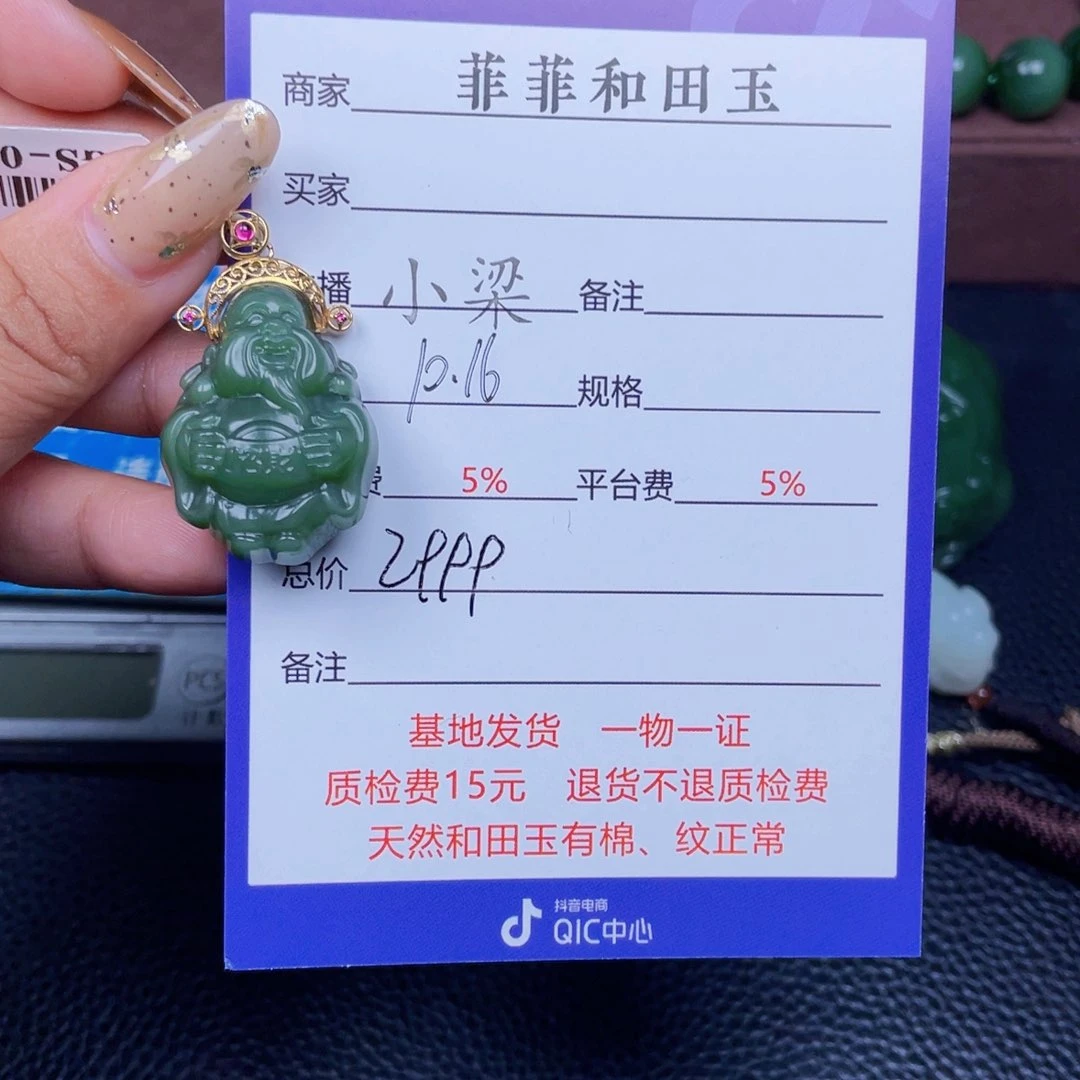 商家 菲菲和田玉
买家
播 小梁 备注
10.16 规格
费 5% 平台费 5%
总价 2999
备注
基地发货 一物一证
质检费15元 退货不退质检费
天然和田玉有棉、纹正常
抖音电商
QIC中心